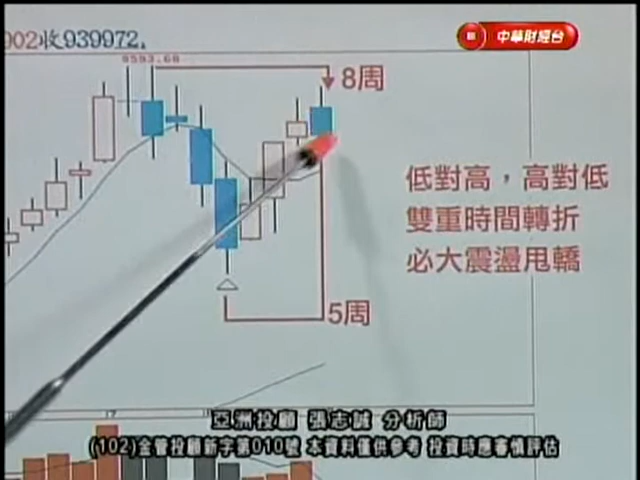 902收939972.
中華財經台
8593.68
8周
低對高，高對低
雙重時間轉折
必大震盪甩轎
5周
7
亞洲投顧 張志誠 分析師
(102)金管投顧新字第010號 本資料僅供參考 投資時應審慎評估